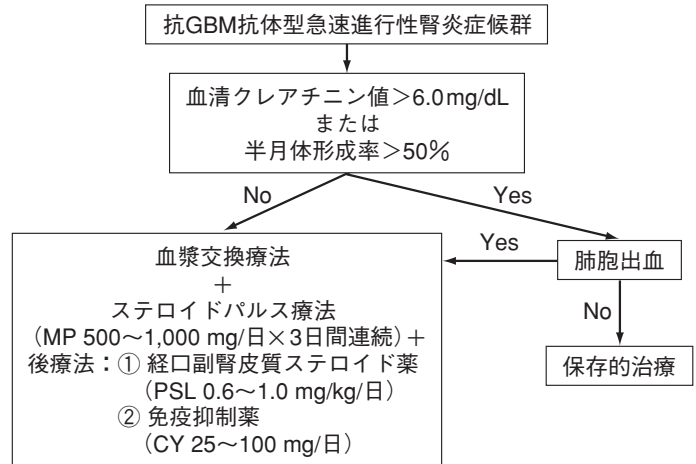 抗GBM抗体型急速進行性腎炎症候群
血清クレアチニン値＞6.0mg/dL
または
半月体形成率＞50％
No
Yes
血漿交換療法
＋
ステロイドパルス療法
（MP 500〜1,000 mg/日×3日間連続）＋
後療法：① 経口副腎皮質ステロイド薬
（PSL 0.6〜1.0 mg/kg/日）
② 免疫抑制薬
（CY 25〜100 mg/日）
Yes
肺胞出血
No
保存的治療